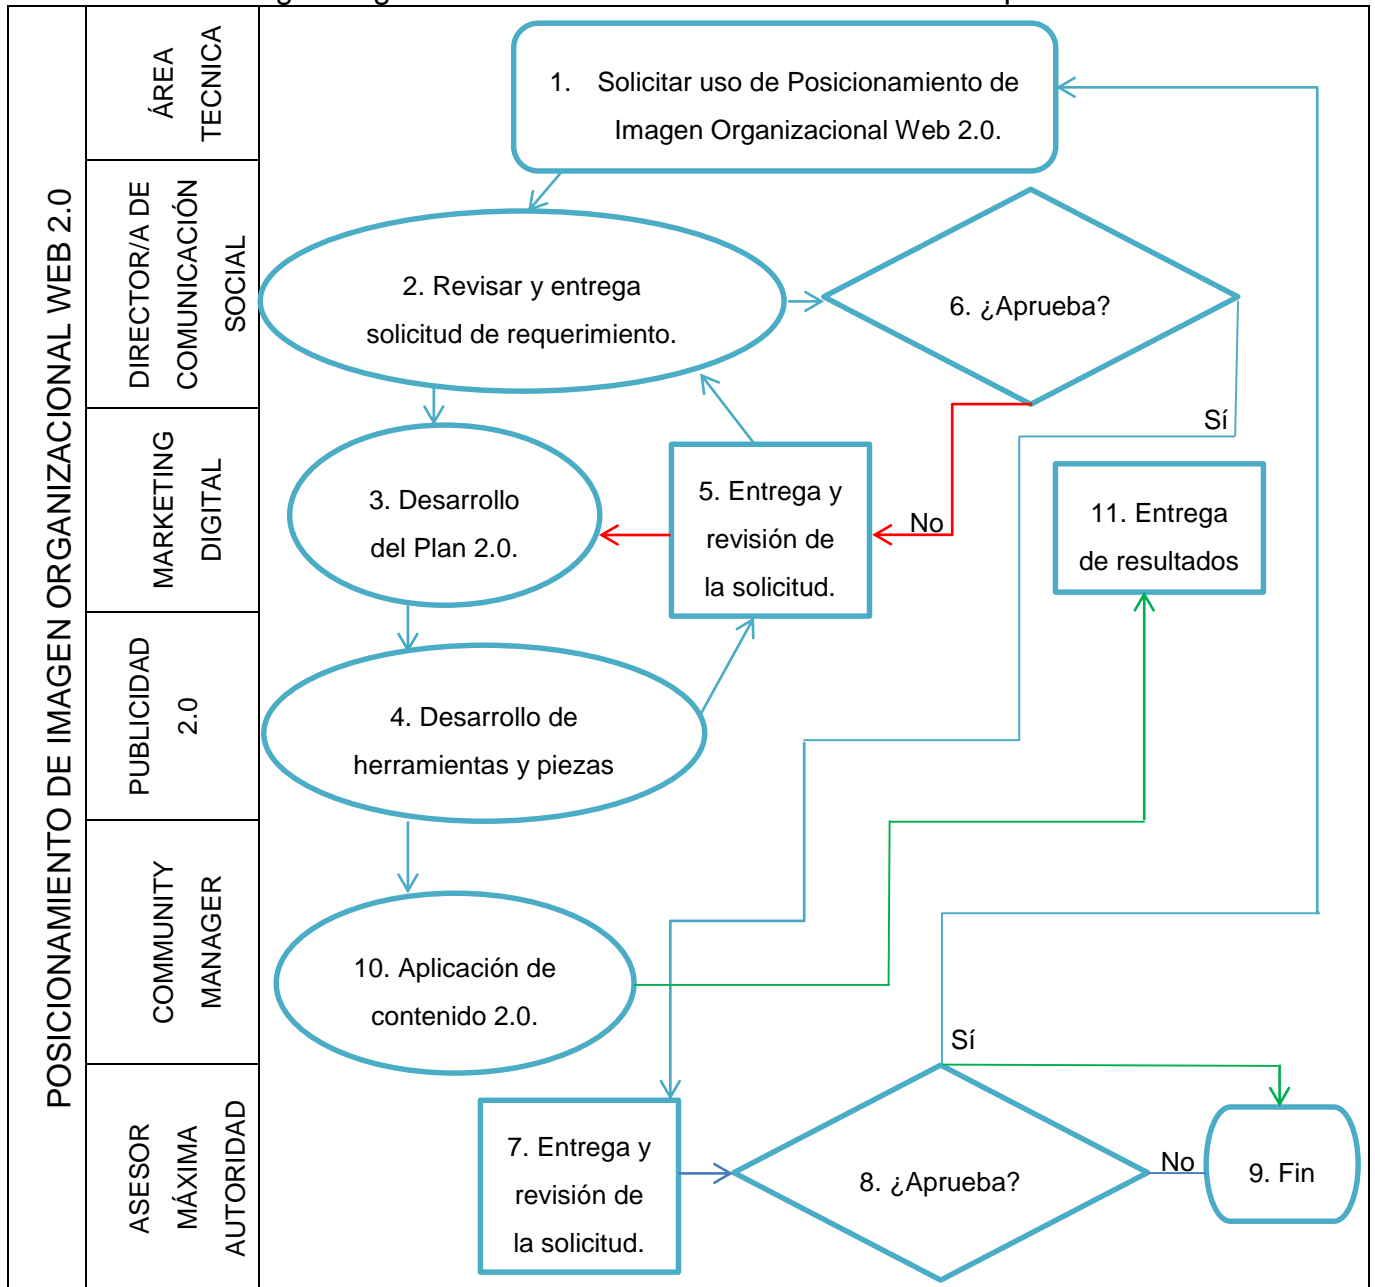 POSICIONAMIENTO DE IMAGEN ORGANIZACIONAL WEB 2.0
ÁREA
TECNICA
1. Solicitar uso de Posicionamiento de
Imagen Organizacional Web 2.0.
DIRECTOR/A DE
COMUNICACIÓN
SOCIAL
2. Revisar y entrega
solicitud de requerimiento.
6. ¿Aprueba?
Sí
No
MARKETING
DIGITAL
3. Desarrollo
del Plan 2.0.
5. Entrega y
revisión de
la solicitud.
11. Entrega
de resultados
PUBLICIDAD
2.0
4. Desarrollo de
herramientas y piezas
COMMUNITY
MANAGER
10. Aplicación de
contenido 2.0.
Sí
ASESOR
MÁXIMA
AUTORIDAD
7. Entrega y
revisión de
la solicitud.
8. ¿Aprueba?
No
9. Fin